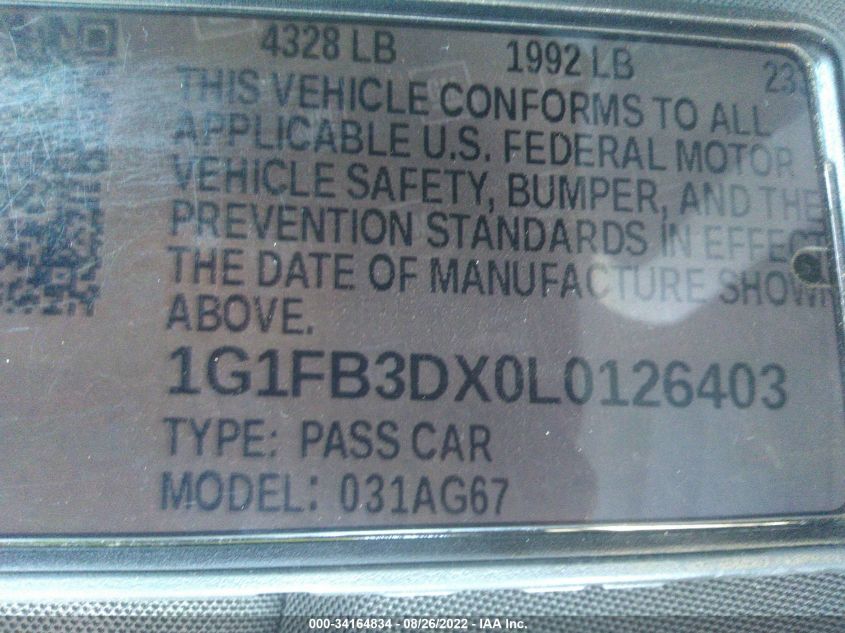 4328 LB 1992 LB
THIS VEHICLE CONFORMS TO ALL
APPLICABLE U.S. FEDERAL MOTOR
VEHICLE SAFETY, BUMPER, AND THE
PREVENTION STANDARDS IN EFFECT
THE DATE OF MANUFACTURE SHOWN
ABOVE.
1G1FB3DX0L0126403
TYPE: PASS CAR
MODEL: 031AG67
000-34164834 - 08/26/2022 - IAA Inc.